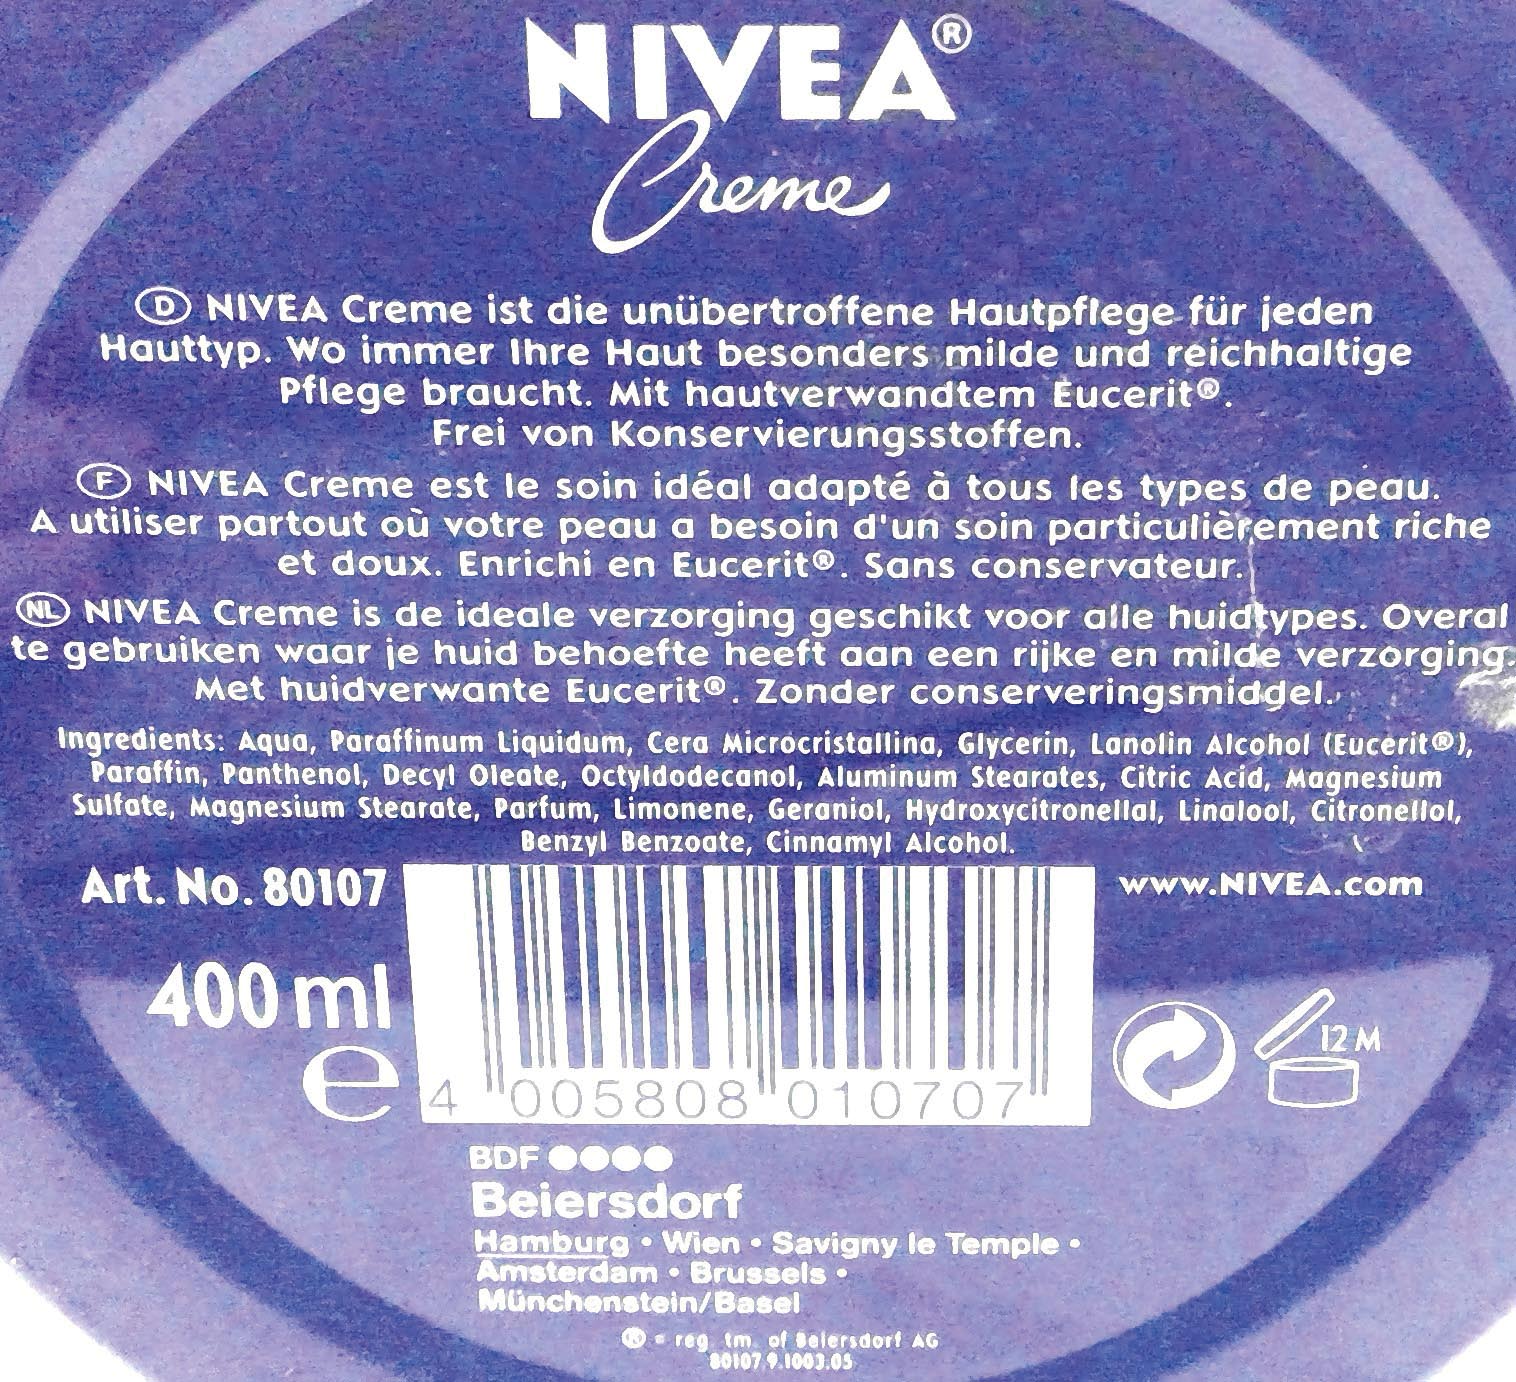 NIVEA®
Creme
D NIVEA Creme ist die unübertroffene Hautpflege für jeden
Hauttyp. Wo immer Ihre Haut besonders milde und reichhaltige
Pflege braucht. Mit hautverwandtem Eucerit®.
Frei von Konservierungsstoffen.
F NIVEA Creme est le soin idéal adapté à tous les types de peau.
A utiliser partout où votre peau a besoin d'un soin particulièrement riche
et doux. Enrichi en Eucerit®. Sans conservateur.
NL NIVEA Creme is de ideale verzorging geschikt voor alle huidtypes. Overal
te gebruiken waar je huid behoefte heeft aan een rijke en milde verzorging.
Met huidverwante Eucerit®. Zonder conserveringsmiddel.
Ingredients: Aqua, Paraffinum Liquidum, Cera Microcristallina, Glycerin, Lanolin Alcohol (Eucerit®),
Paraffin, Panthenol, Decyl Oleate, Octyldodecanol, Aluminum Stearates, Citric Acid, Magnesium
Sulfate, Magnesium Stearate, Parfum, Limonene, Geraniol, Hydroxycitronellal, Linalool, Citronellol,
Benzyl Benzoate, Cinnamyl Alcohol.
Art. No. 80107
www.NIVEA.com
400 ml
e
12 M
4 005808 010707
BDF
Beiersdorf
Hamburg • Wien • Savigny le Temple •
Amsterdam • Brussels •
Münchenstein/Basel
® = reg. tm. of Beiersdorf AG
80107.9.1003.05